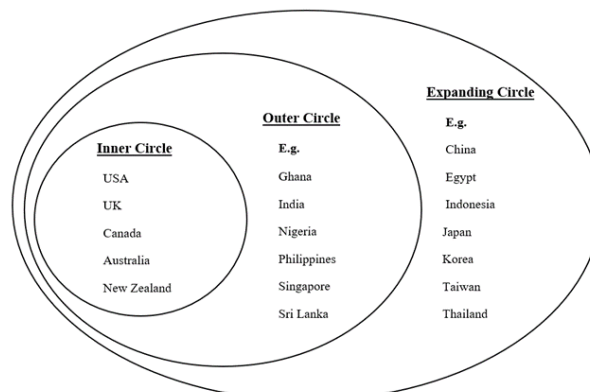 Inner Circle
USA
UK
Canada
Australia
New Zealand
Outer Circle
E.g.
Ghana
India
Nigeria
Philippines
Singapore
Sri Lanka
Expanding Circle
E.g.
China
Egypt
Indonesia
Japan
Korea
Taiwan
Thailand